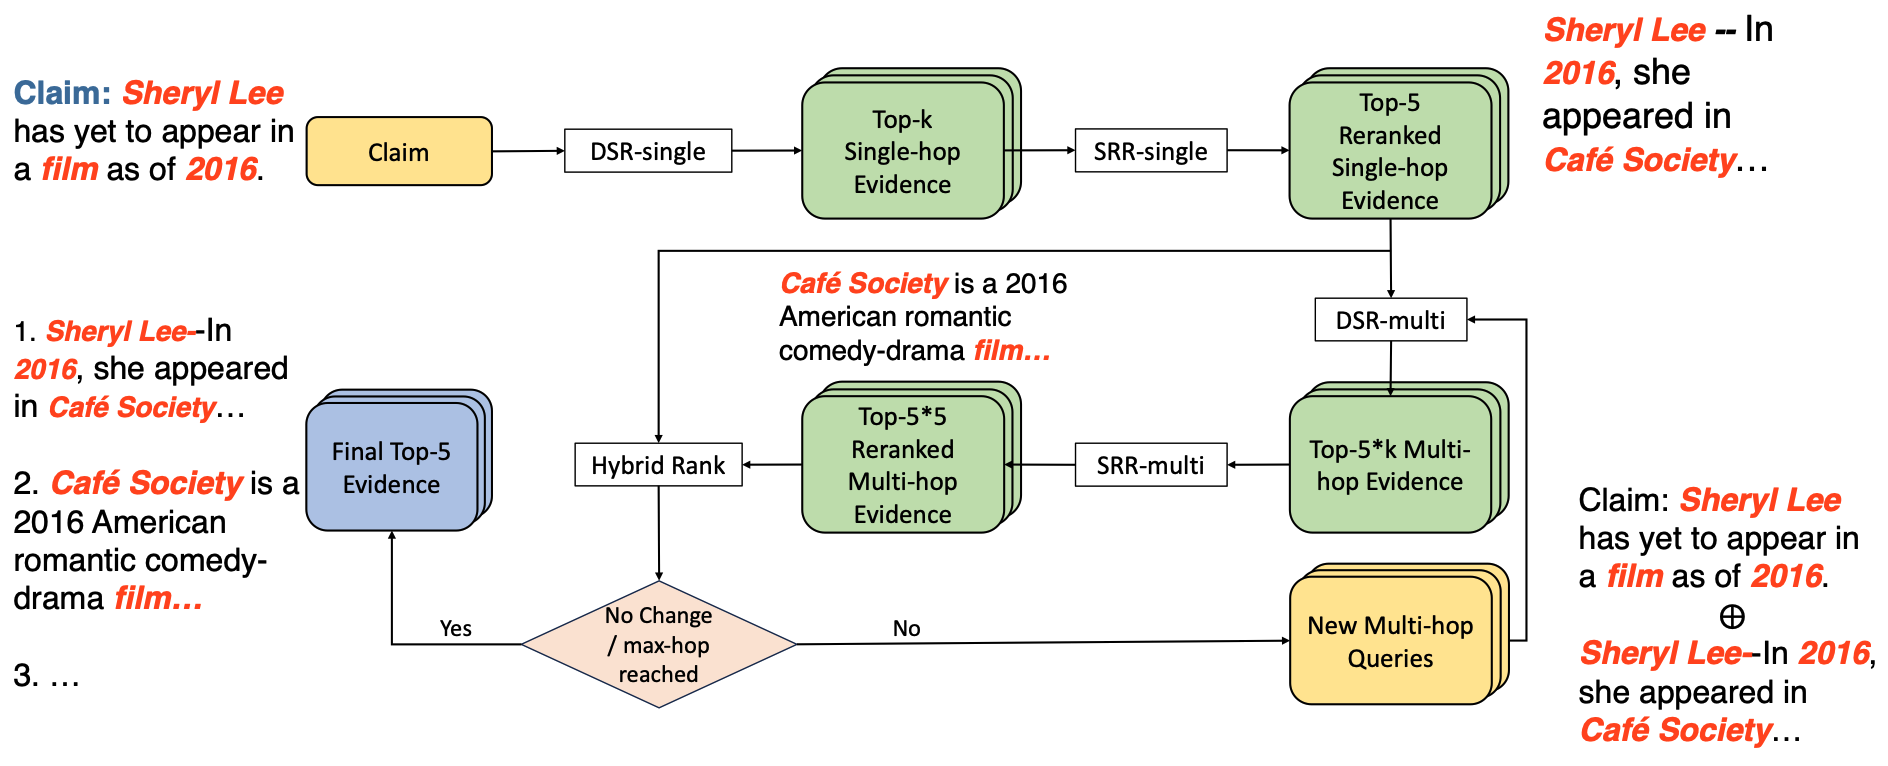 Claim: Sheryl Lee
has yet to appear in
a film as of 2016.
Claim
DSR-single
Top-k
Single-hop
Evidence
SRR-single
Top-5
Reranked
Single-hop
Evidence
Sheryl Lee -- In
2016, she
appeared in
Café Society...
Café Society is a 2016
American romantic
comedy-drama film...
DSR-multi
1. Sheryl Lee--In
2016, she appeared
in Café Society...
2. Café Society is a
2016 American
romantic comedy-
drama film...
3. ...
Final Top-5
Evidence
Hybrid Rank
Top-5*5
Reranked
Multi-hop
Evidence
SRR-multi
Top-5*k Multi-
hop Evidence
Yes
No Change
/ max-hop
reached
No
New Multi-hop
Queries
Claim: Sheryl Lee
has yet to appear in
a film as of 2016.
⊕
Sheryl Lee--In 2016,
she appeared in
Café Society...